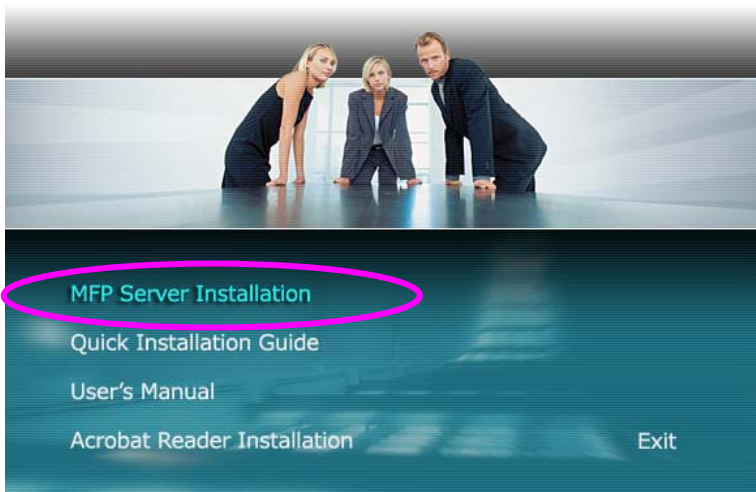 MFP Server Installation
Quick Installation Guide
User's Manual
Acrobat Reader Installation
Exit